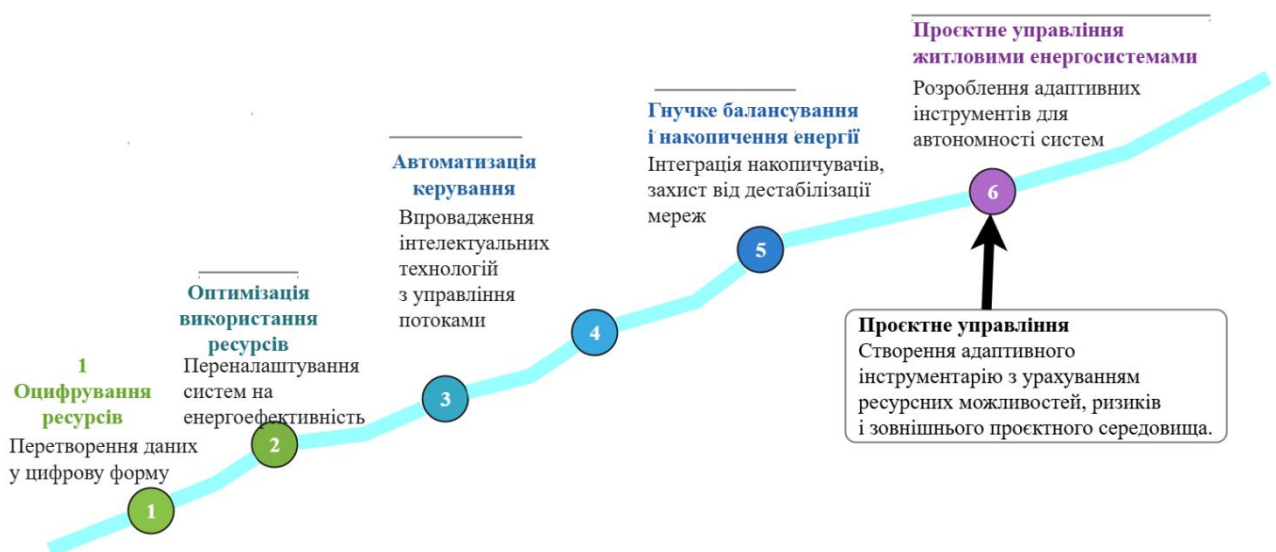 1
Оцифрування
ресурсів
Перетворення даних
у цифрову форму
1
Оптимізація
використання
ресурсів
Переналаштування
систем на
енергоефективність
2
Автоматизація
керування
Впровадження
інтелектуальних
технологій
з управління
потоками
3
4
Гнучке балансування
і накопичення енергії
Інтеграція накопичувачів,
захист від дестабілізації
мереж
5
Проєктне управління
житловими енергосистемами
Розроблення адаптивних
інструментів для
автономності систем
6
Проєктне управління
Створення адаптивного
інструментарію з урахуванням
ресурсних можливостей, ризиків
і зовнішнього проєктного середовища.